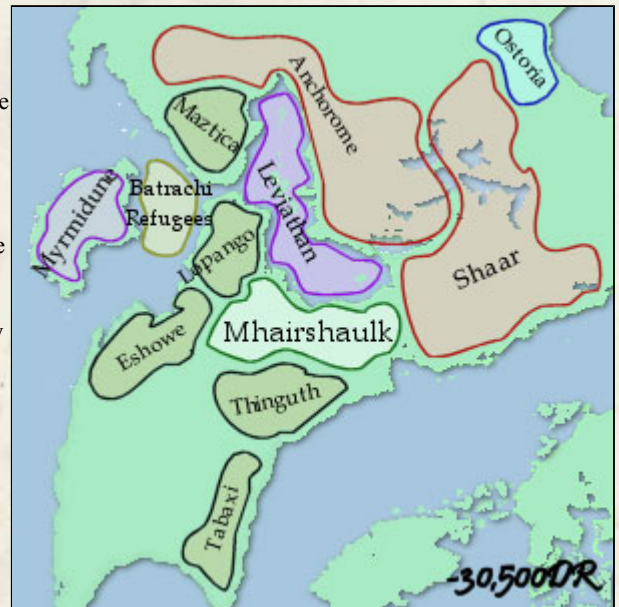 Ostoria
Anchorome
Maztica
Batrachi
Refugees
Leviathan
Myrmidune
Lopango
Shaar
Mhairshaulk
Eshowe
Thinguth
Tabaxi
-30,500DR